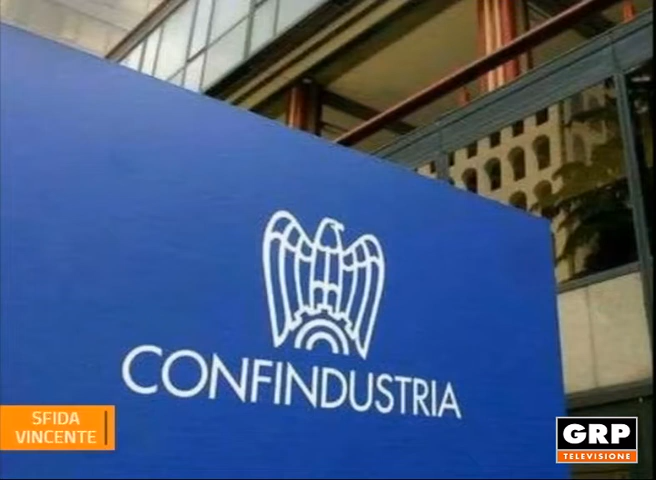 CONFINDUSTRIA
SFIDA
VINCENTE
GRP
TELEVISIONE